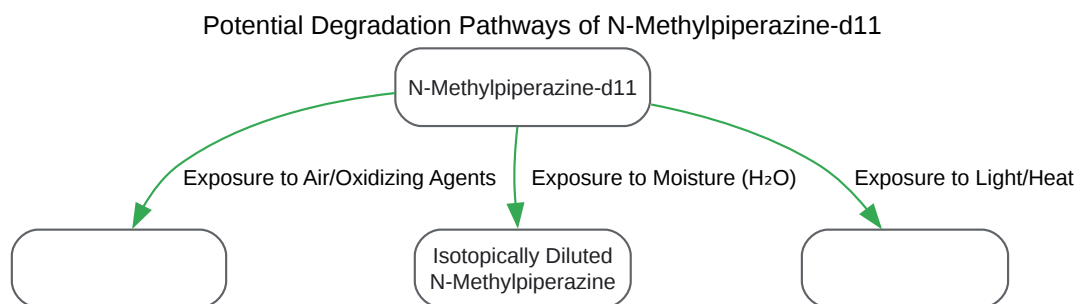 Potential Degradation Pathways of N-Methylpiperazine-d11
N-Methylpiperazine-d11
Exposure to Air/Oxidizing Agents
Exposure to Moisture (H₂O)
Exposure to Light/Heat
Isotopically Diluted
N-Methylpiperazine